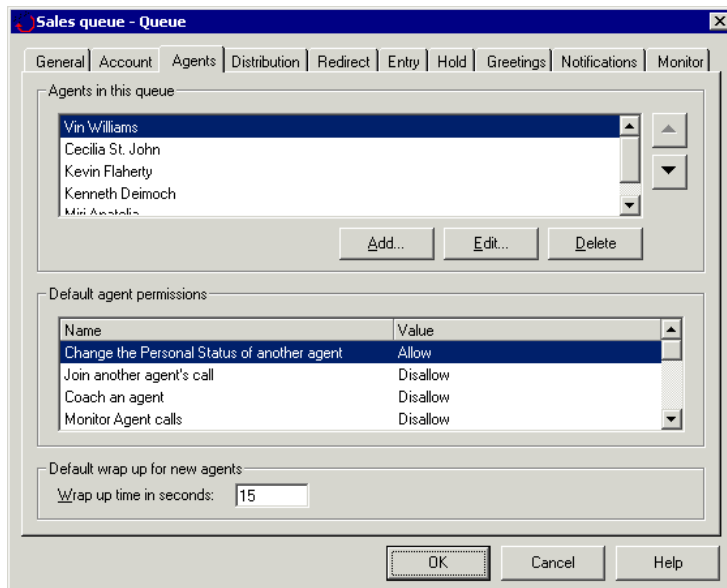 Sales queue - Queue
General Account Agents Distribution Redirect Entry Hold Greetings Notifications Monitor
Agents in this queue
Vin Williams
Cecilia St. John
Kevin Flaherty
Kenneth Deimoch
Miri Anatolia
Add... Edit... Delete
Default agent permissions
Name Value
Change the Personal Status of another agent Allow
Join another agent's call Disallow
Coach an agent Disallow
Monitor Agent calls Disallow
Default wrap up for new agents
Wrap up time in seconds: 15
OK Cancel Help